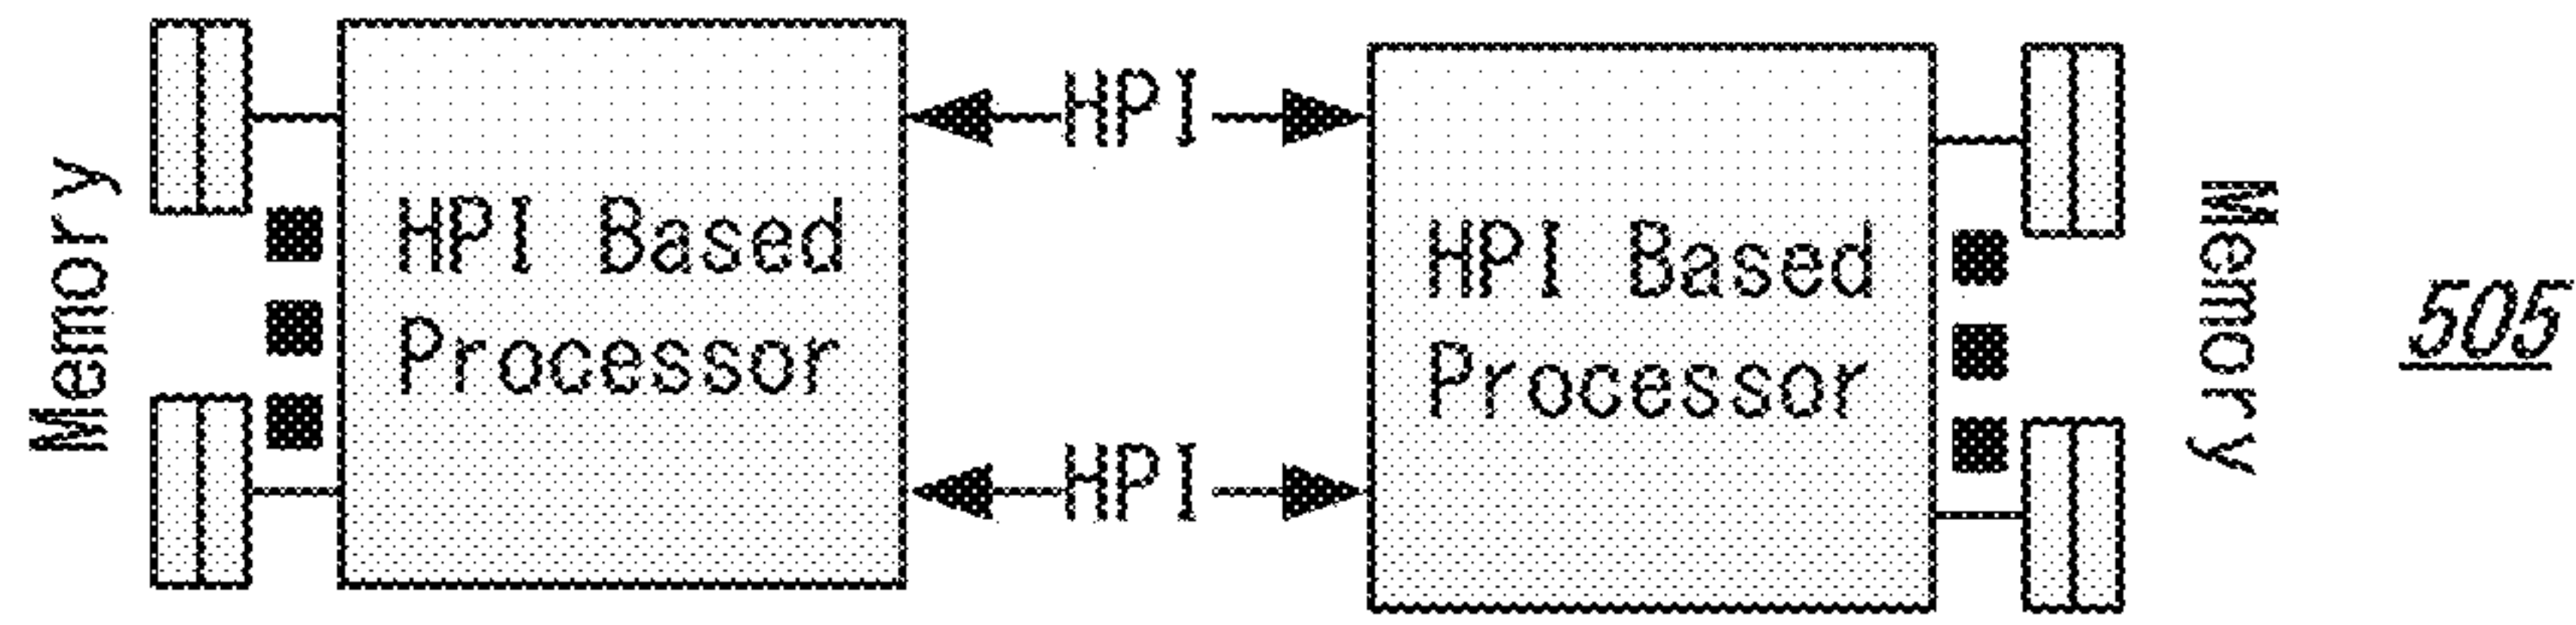 Memory
HPI Based
Processor
HPI
HPI
HPI Based
Processor
Memory
505